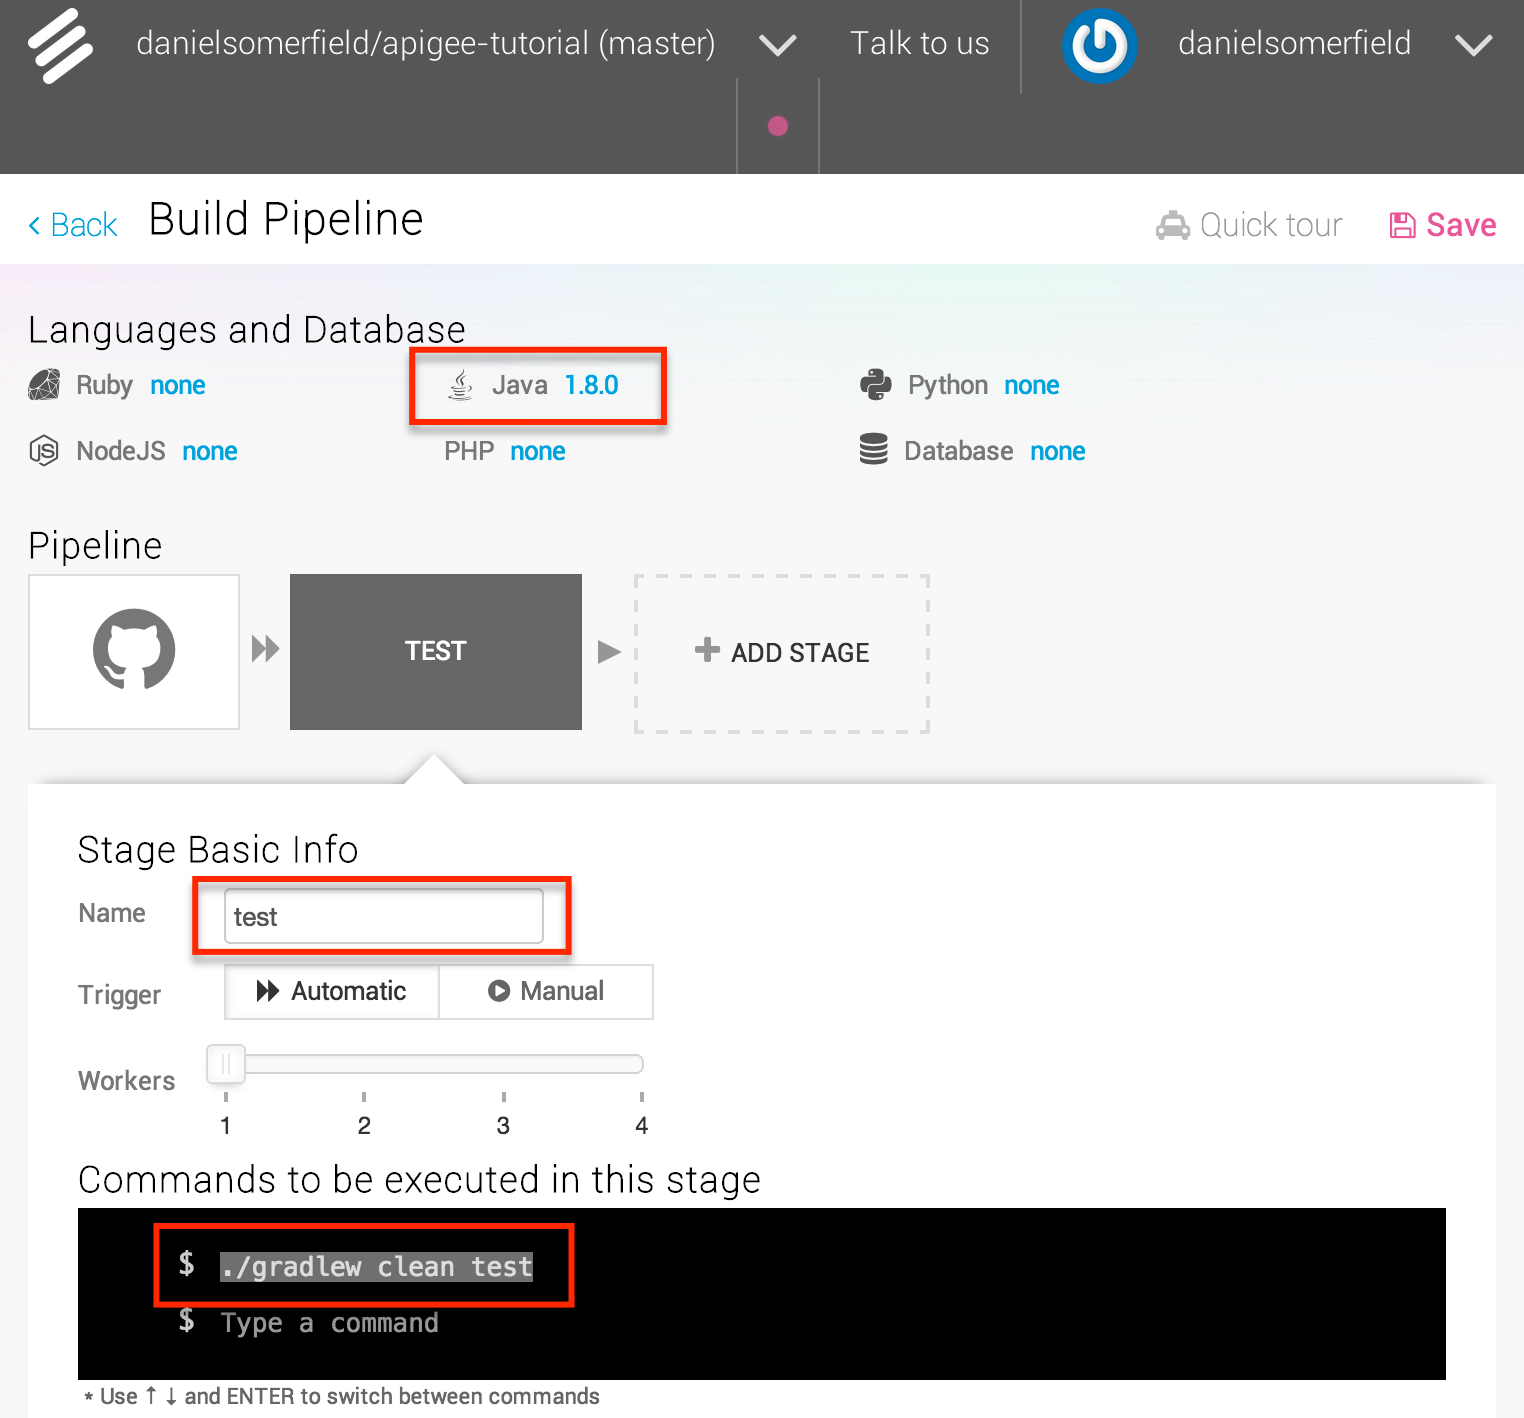 danielsomerfield/apigee-tutorial (master) Talk to us danielsomerfield
Back Build Pipeline Quick tour Save
Languages and Database
Ruby none Java 1.8.0 Python none
JS NodeJS none PHP none Database none
Pipeline
TEST ADD STAGE
Stage Basic Info
Name test
Trigger Automatic Manual
Workers
1 2 3 4
Commands to be executed in this stage
$ ./gradlew clean test
$ Type a command
* Use ↑ ↓ and ENTER to switch between commands